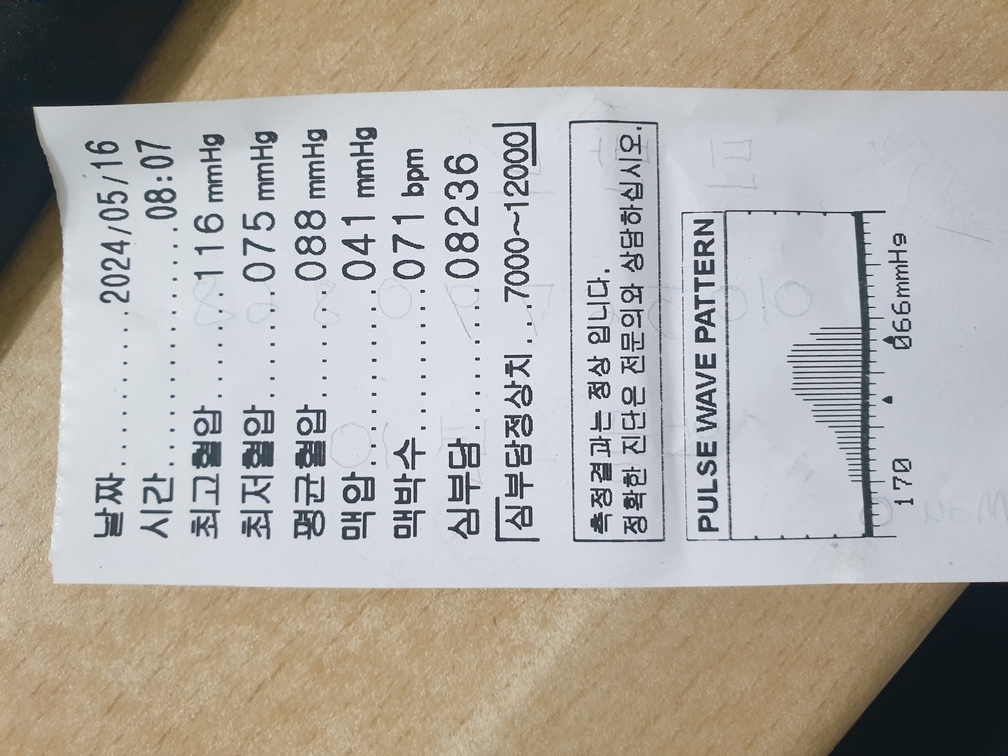 날짜............2024/05/16
시간..................08:07
최고혈압........116 mmHg
최저혈압........075 mmHg
평균혈압........088 mmHg
맥압............041 mmHg
맥박수..........071 bpm
심부담..........08236
심부담정상치...7000~12000
측정결과는 정상 입니다.
정확한 진단은 전문의와 상담하십시오.
PULSE WAVE PATTERN
170 066mmHg